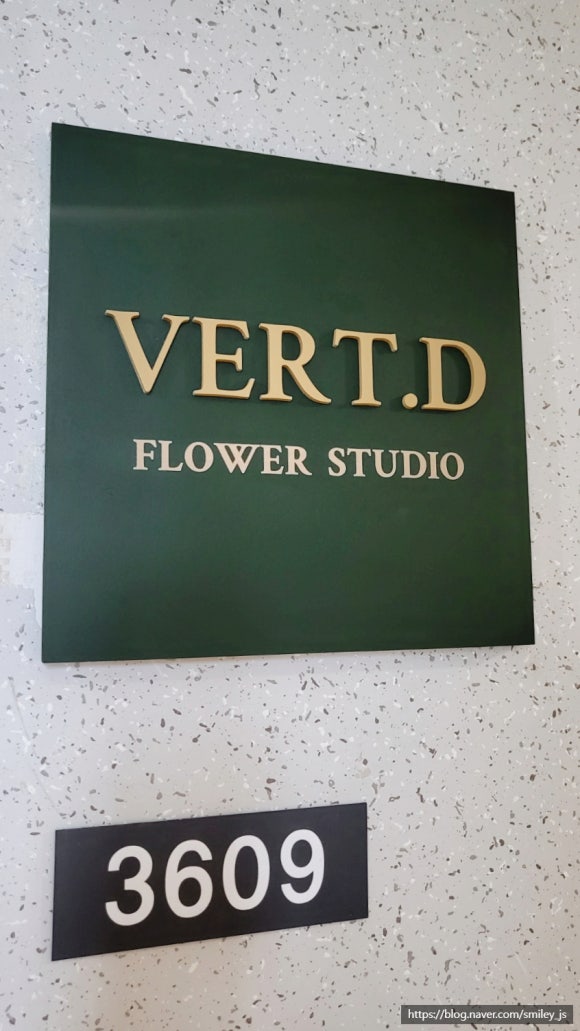 VERT.D
FLOWER STUDIO
3609
https://blog.naver.com/smiley_js